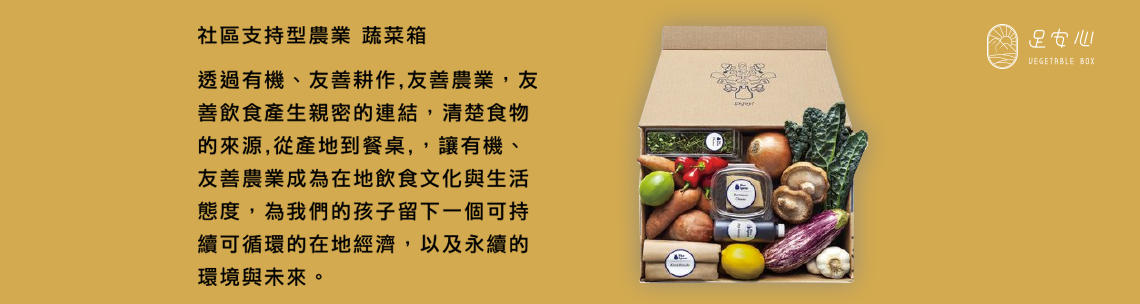 社區支持型農業 蔬菜箱
透過有機、友善耕作,友善農業，友
善飲食產生親密的連結，清楚食物
的來源,從產地到餐桌,，讓有機、
友善農業成為在地飲食文化與生活
態度，為我們的孩子留下一個可持
續可循環的在地經濟，以及永續的
環境與未來。
足安心
VEGETABLE BOX